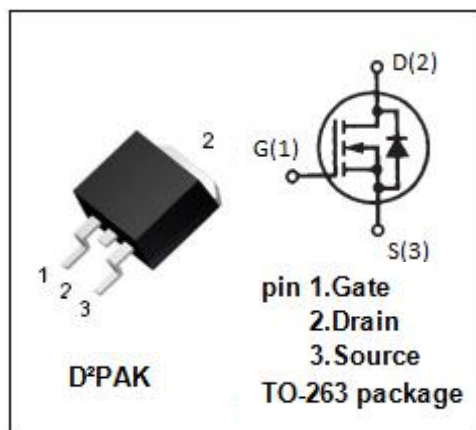 2
1
2
3
D²PAK
D(2)
G(1)
S(3)
pin 1.Gate
2.Drain
3.Source
TO-263 package